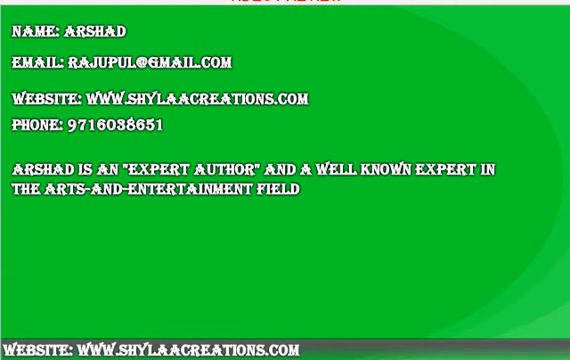 NAME: ARSHAD
EMAIL: RAJUPUL@GMAIL.COM
WEBSITE: WWW.SHYLAACREATIONS.COM
PHONE: 9716038651
ARSHAD IS AN "EXPERT AUTHOR" AND A WELL KNOWN EXPERT IN
THE ARTS-AND-ENTERTAINMENT FIELD
WEBSITE: WWW.SHYLAACREATIONS.COM